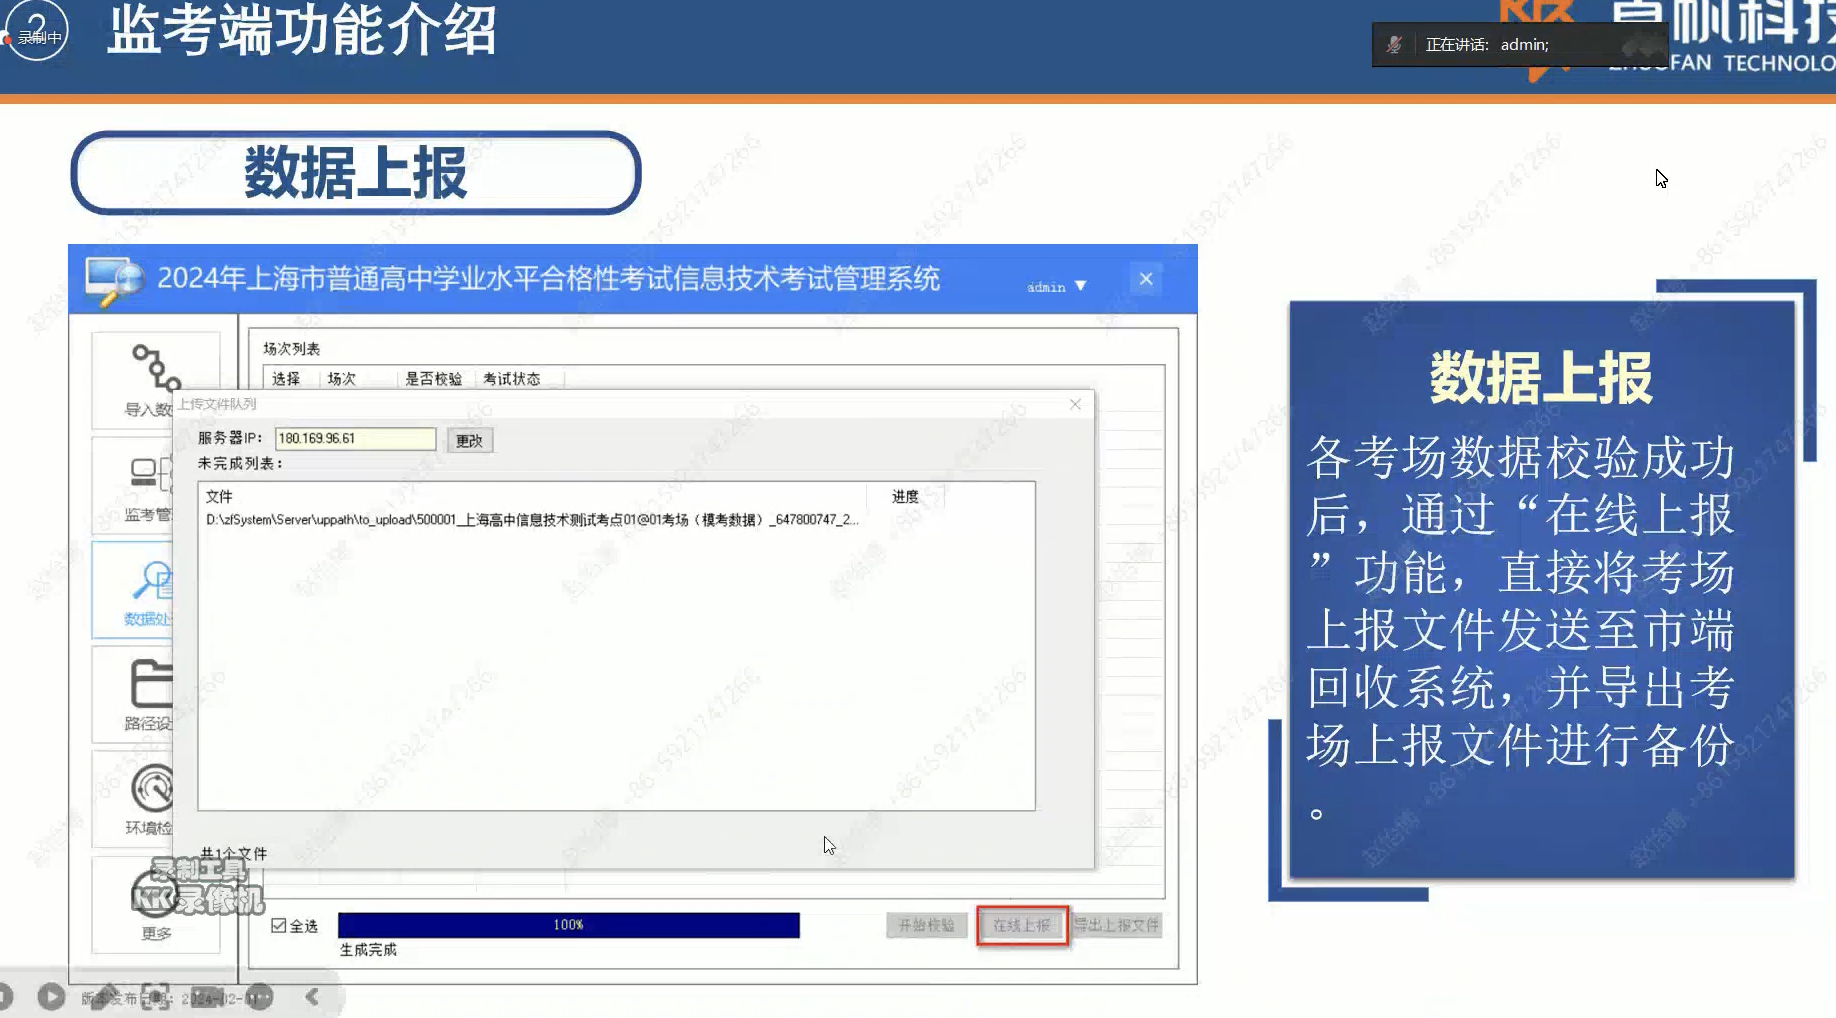 监考端功能介绍
录制中
正在讲话: admin;
卓帆科技
ZHUOFAN TECHNOLO
数据上报
2024年上海市普通高中学业水平合格性考试信息技术考试管理系统
admin
场次列表
选择 场次 是否校验 考试状态
导入数
上传文件队列
服务器IP: 180.169.96.61 更改
未完成列表:
文件 进度
D:\zfSystem\Server\uppath\to_upload\500001_上海高中信息技术测试考点01@01考场（模考数据）_647800747_2...
监考管
数据处
路径设
环境检
共1个文件
录制工具
KK录像机
更多
全选 100% 开始校验 在线上报 导出上报文件
生成完成
版本发布日期: 2024-02-
数据上报
各考场数据校验成功
后，通过“在线上报
”功能，直接将考场
上报文件发送至市端
回收系统，并导出考
场上报文件进行备份
。